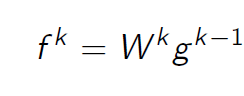 f^k = W^k g^{k-1}